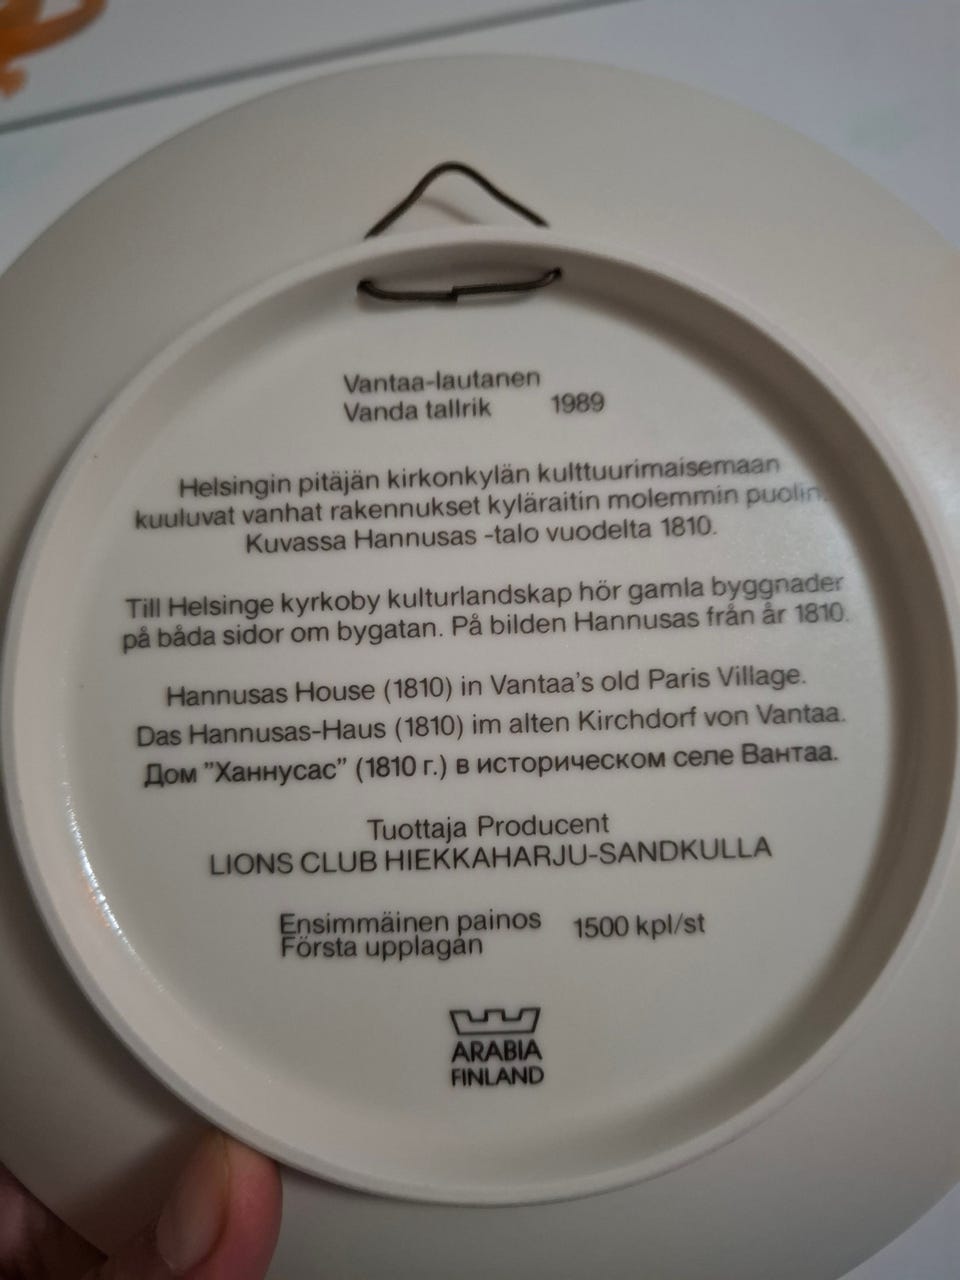 Vantaa-lautanen
Vanda tallrik 1989
Helsingin pitäjän kirkonkylän kulttuurimaisemaan
kuuluvat vanhat rakennukset kyläraitin molemmin puolin.
Kuvassa Hannusas -talo vuodelta 1810.
Till Helsinge kyrkoby kulturlandskap hör gamla byggnader
på båda sidor om bygatan. På bilden Hannusas från år 1810.
Hannusas House (1810) in Vantaa's old Paris Village.
Das Hannusas-Haus (1810) im alten Kirchdorf von Vantaa.
Дом "Ханнусас" (1810 г.) в историческом селе Вантаа.
Tuottaja Producent
LIONS CLUB HIEKKAHARJU-SANDKULLA
Ensimmäinen painos 1500 kpl/st
Första upplagan
ARABIA
FINLAND